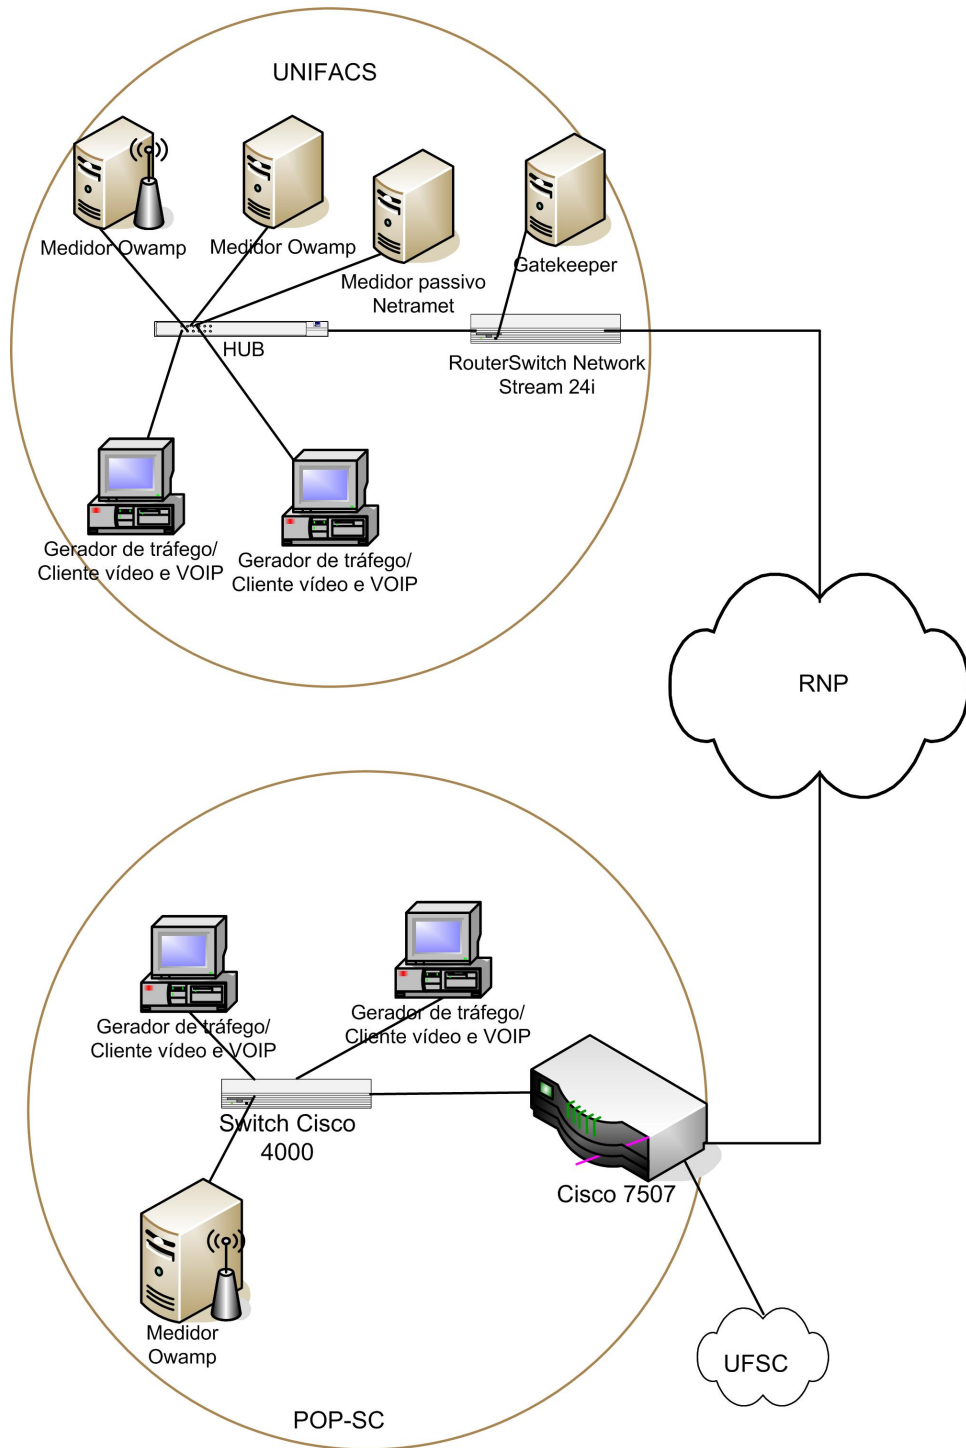 UNIFACS
Medidor Owamp
Medidor Owamp
Medidor passivo
Netramet
Gatekeeper
HUB
RouterSwitch Network
Stream 24i
Gerador de tráfego/
Cliente vídeo e VOIP
Gerador de tráfego/
Cliente vídeo e VOIP
RNP
Gerador de tráfego/
Cliente vídeo e VOIP
Gerador de tráfego/
Cliente vídeo e VOIP
Switch Cisco
4000
Cisco 7507
Medidor
Owamp
UFSC
POP-SC